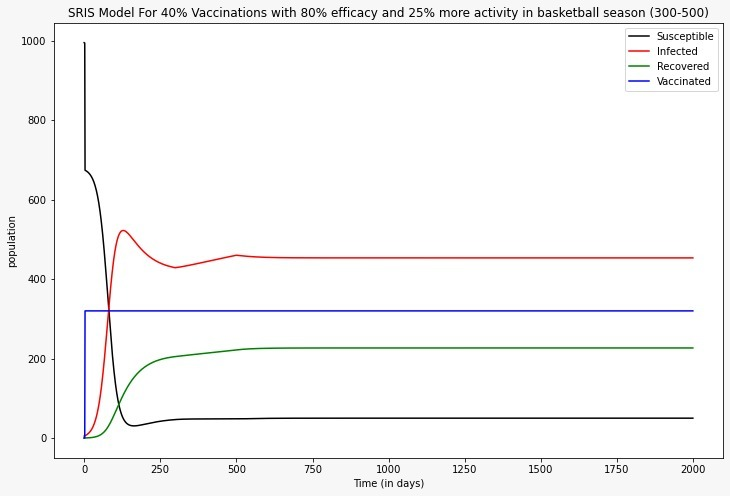 SRIS Model For 40% Vaccinations with 80% efficacy and 25% more activity in basketball season (300-500)
Susceptible
Infected
Recovered
Vaccinated
1000
800
600
400
200
0
population
0
250
500
750
1000
1250
1500
1750
2000
Time (in days)